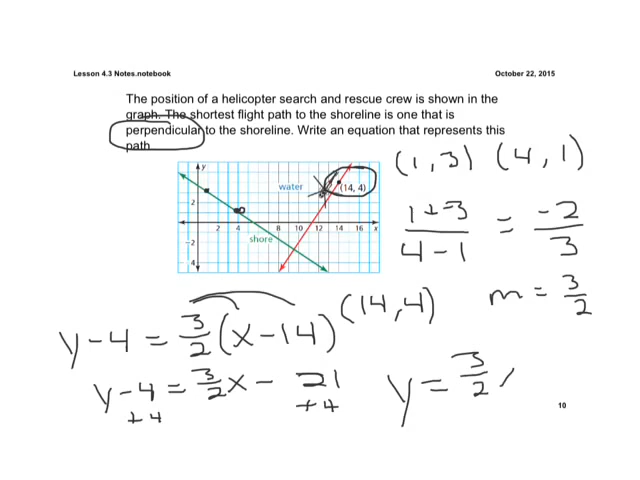 Lesson 4.3 Notes.notebook
October 22, 2015
The position of a helicopter search and rescue crew is shown in the
graph. The shortest flight path to the shoreline is one that is
perpendicular to the shoreline. Write an equation that represents this
path.
(1,3) (4,1)
y
water
(14, 4)
2
2 4 8 10 12 14 16 x
-2
shore
4
1-3 / 4-1 = -2/3
m = 3/2
(14,4)
y-4 = 3/2(x-14)
y-4 = 3/2x - 21
+4 +4
y = 3/2
10